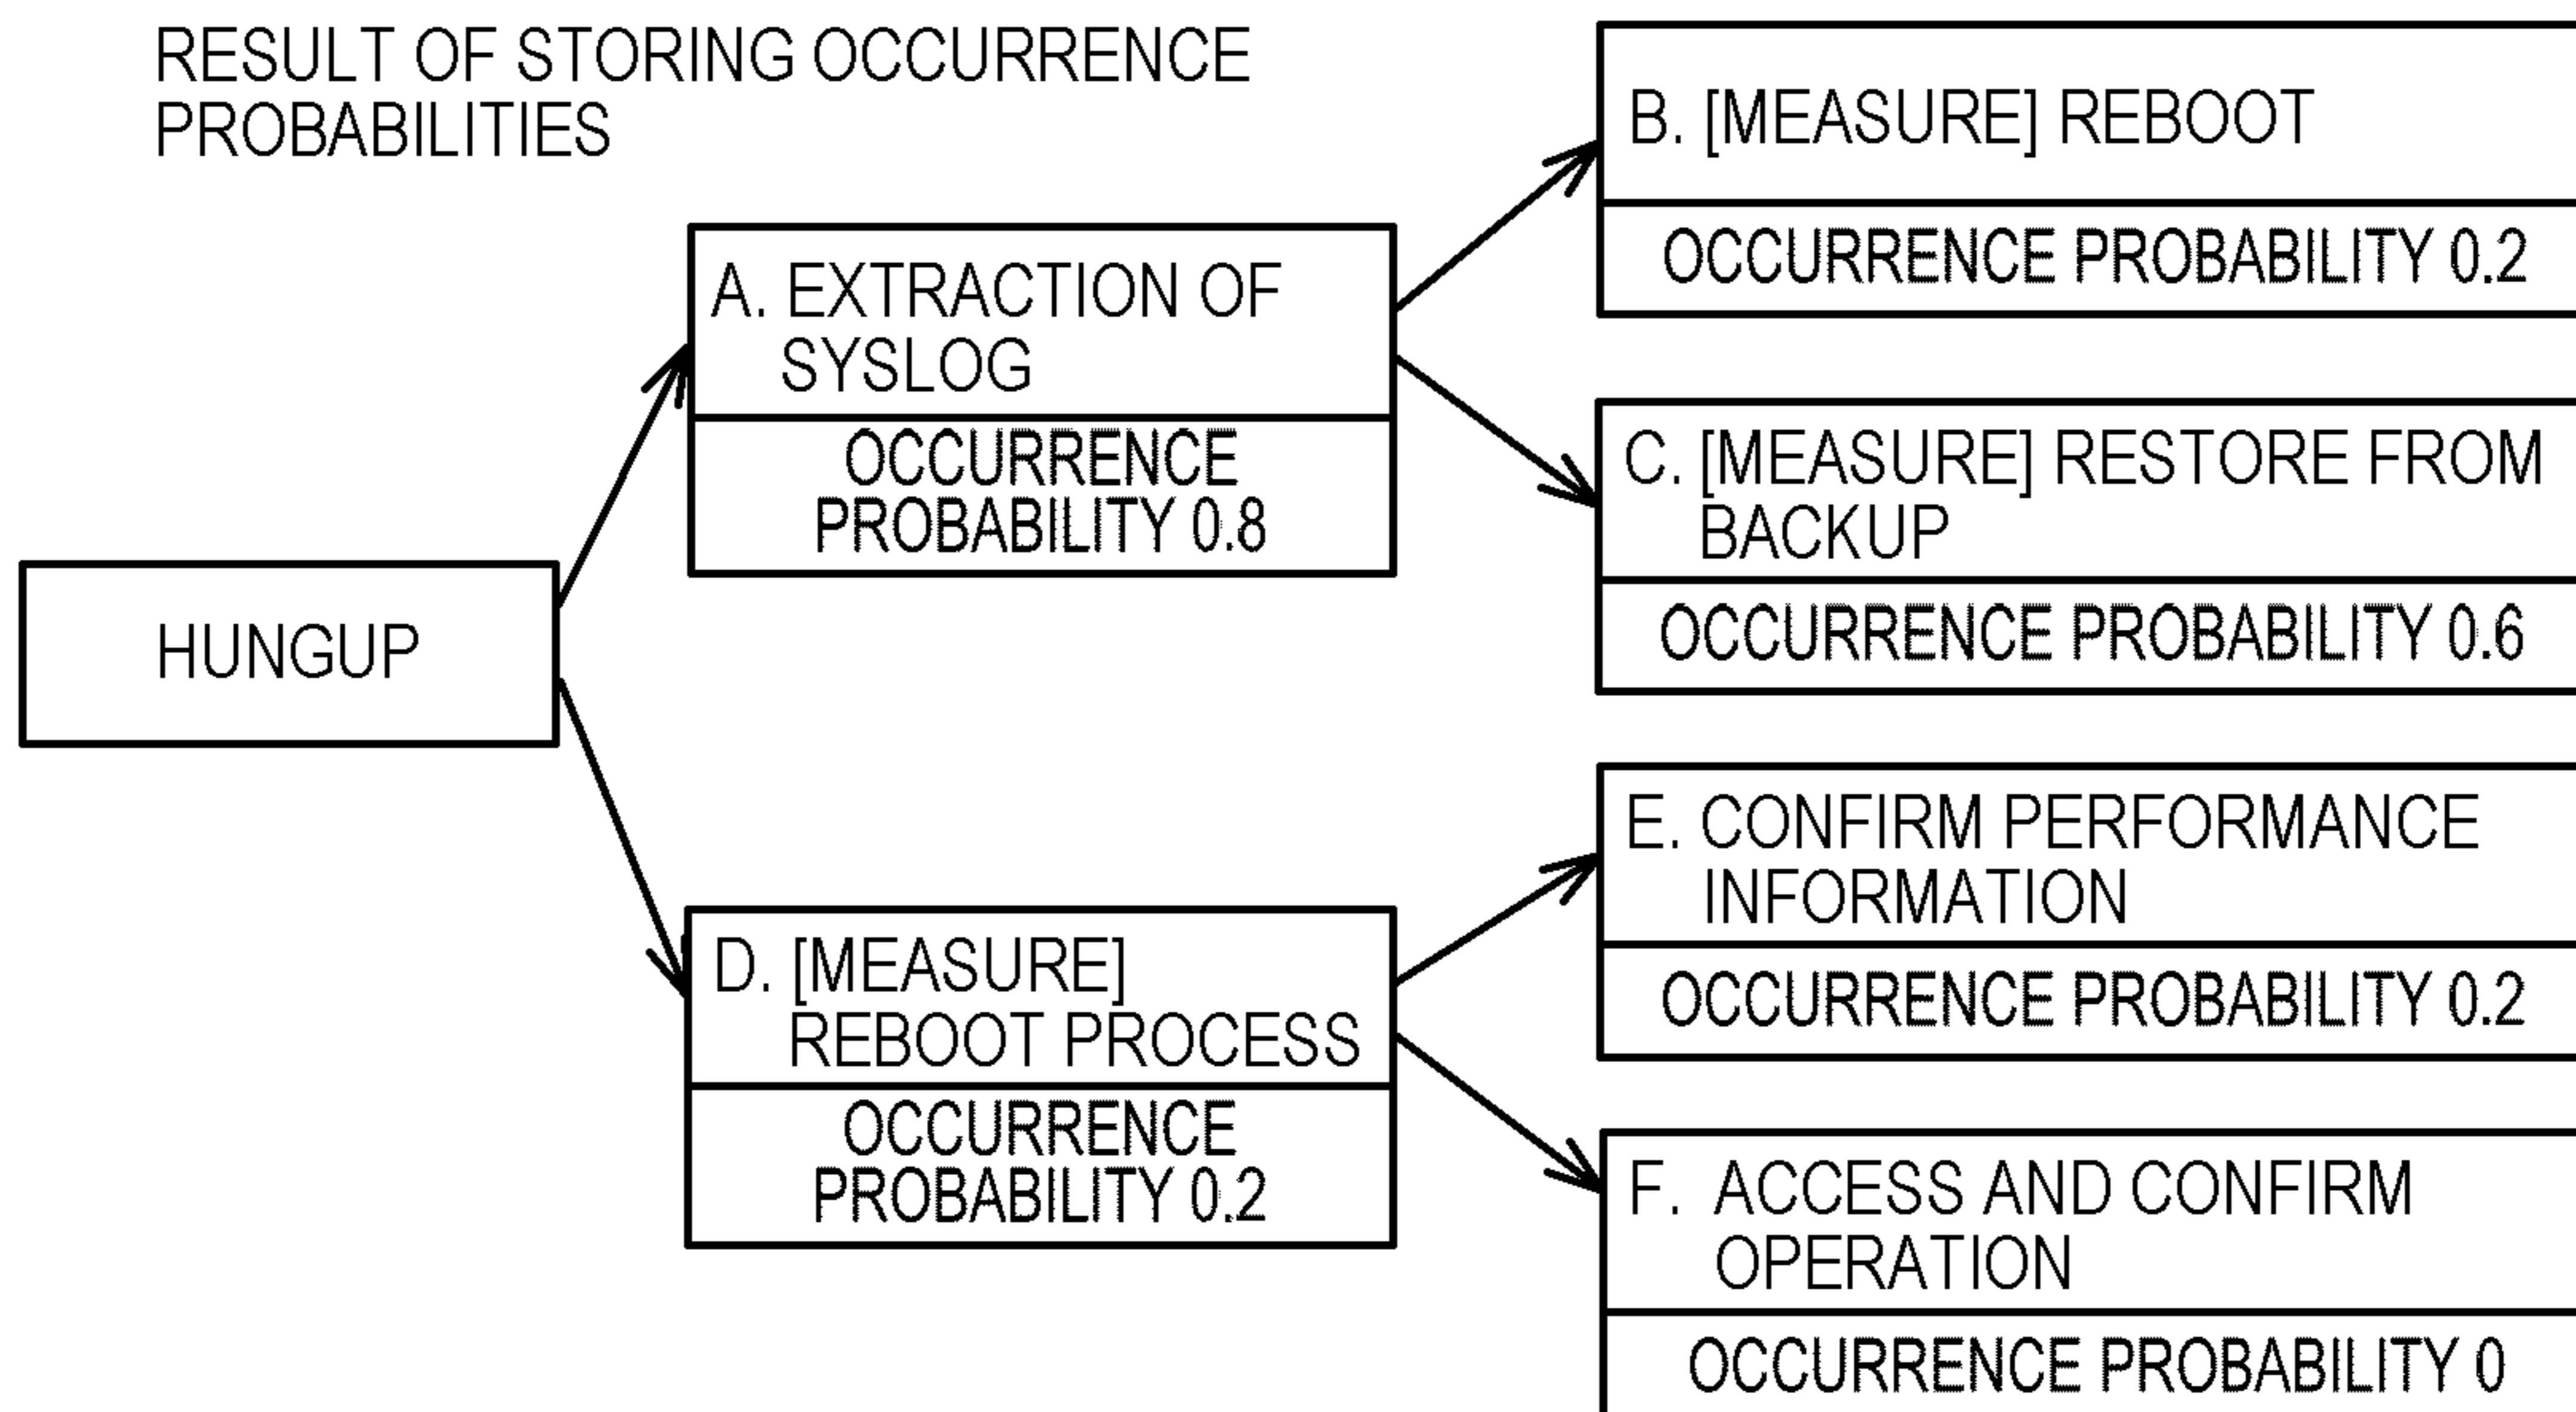 RESULT OF STORING OCCURRENCE
PROBABILITIES
HUNGUP
A. EXTRACTION OF
SYSLOG
OCCURRENCE
PROBABILITY 0.8
B. [MEASURE] REBOOT
OCCURRENCE PROBABILITY 0.2
C. [MEASURE] RESTORE FROM
BACKUP
OCCURRENCE PROBABILITY 0.6
D. [MEASURE]
REBOOT PROCESS
OCCURRENCE
PROBABILITY 0.2
E. CONFIRM PERFORMANCE
INFORMATION
OCCURRENCE PROBABILITY 0.2
F. ACCESS AND CONFIRM
OPERATION
OCCURRENCE PROBABILITY 0